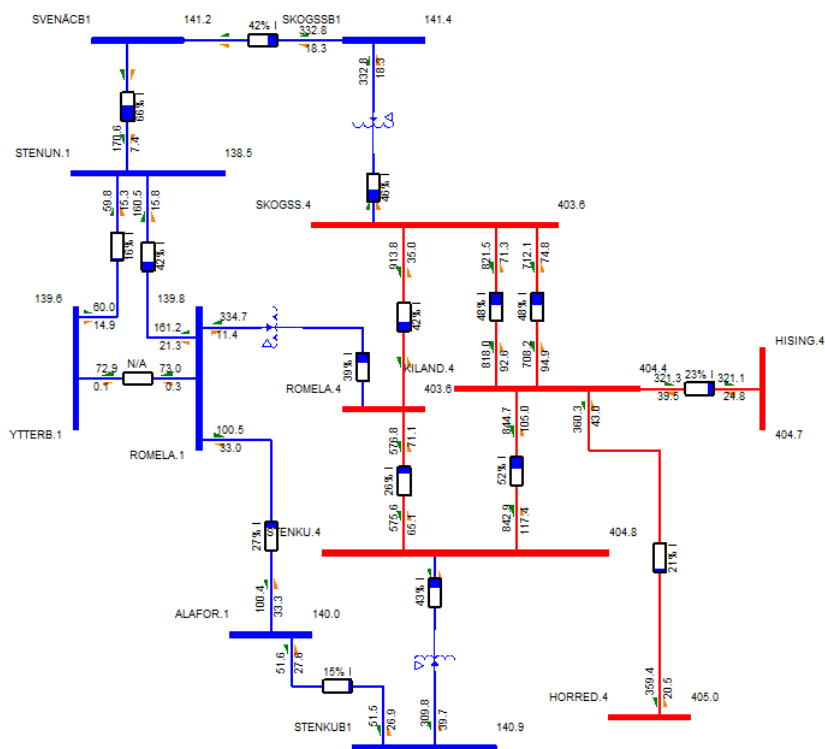 SVENÄCB1
141.2
42% I
SKOGSSB1
332.8
18.3
141.4
66% I
170.6
7.4
332.8
18.3
46% I
STENUN.1
138.5
59.8
15.3
160.5
15.8
16% I
42% I
SKOGSS.4
403.6
913.8
35.0
821.5
71.3
712.1
74.8
42% I
48% I
48% I
818.0
92.6
708.2
94.9
139.6
60.0
14.9
139.8
161.2
21.3
334.7
11.4
39% I
72.9
0.1
N/A
73.0
0.3
YTTERB.1
ROMELA.1
ROMELA.4
403.6
KILAND.4
404.4
321.3
39.5
23% I
321.1
24.8
HISING.4
404.7
100.5
33.0
576.8
71.1
844.7
105.0
360.3
26% I
52% I
575.6
65.1
842.9
117.4
27% I
STENKU.4
404.8
21% I
100.4
33.3
43% I
ALAFOR.1
140.0
51.6
27.6
15% I
51.5
26.9
309.8
39.7
STENKUB1
140.9
359.4
20.5
HORRED.4
405.0